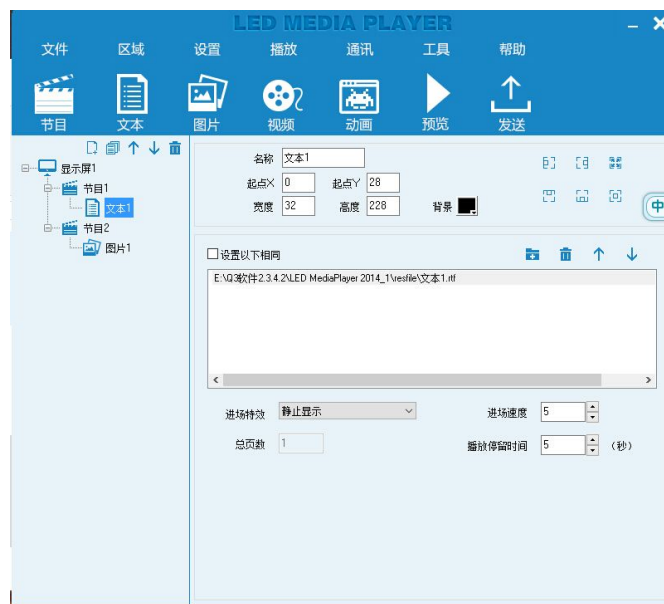 LED MEDIA PLAYER
文件 区域 设置 播放 通讯 工具 帮助
节目 文本 图片 视频 动画 预览 发送
显示屏1
节目1
文本1
节目2
图片1
名称 文本1
起点X 0 起点Y 28
宽度 32 高度 228 背景
中
设置以下相同
E:\Q3软件2.3.4.2\LED MediaPlayer 2014_1\resfile\文本1.rtf
进场特效 静止显示 进场速度 5
总页数 1 播放停留时间 5 (秒)